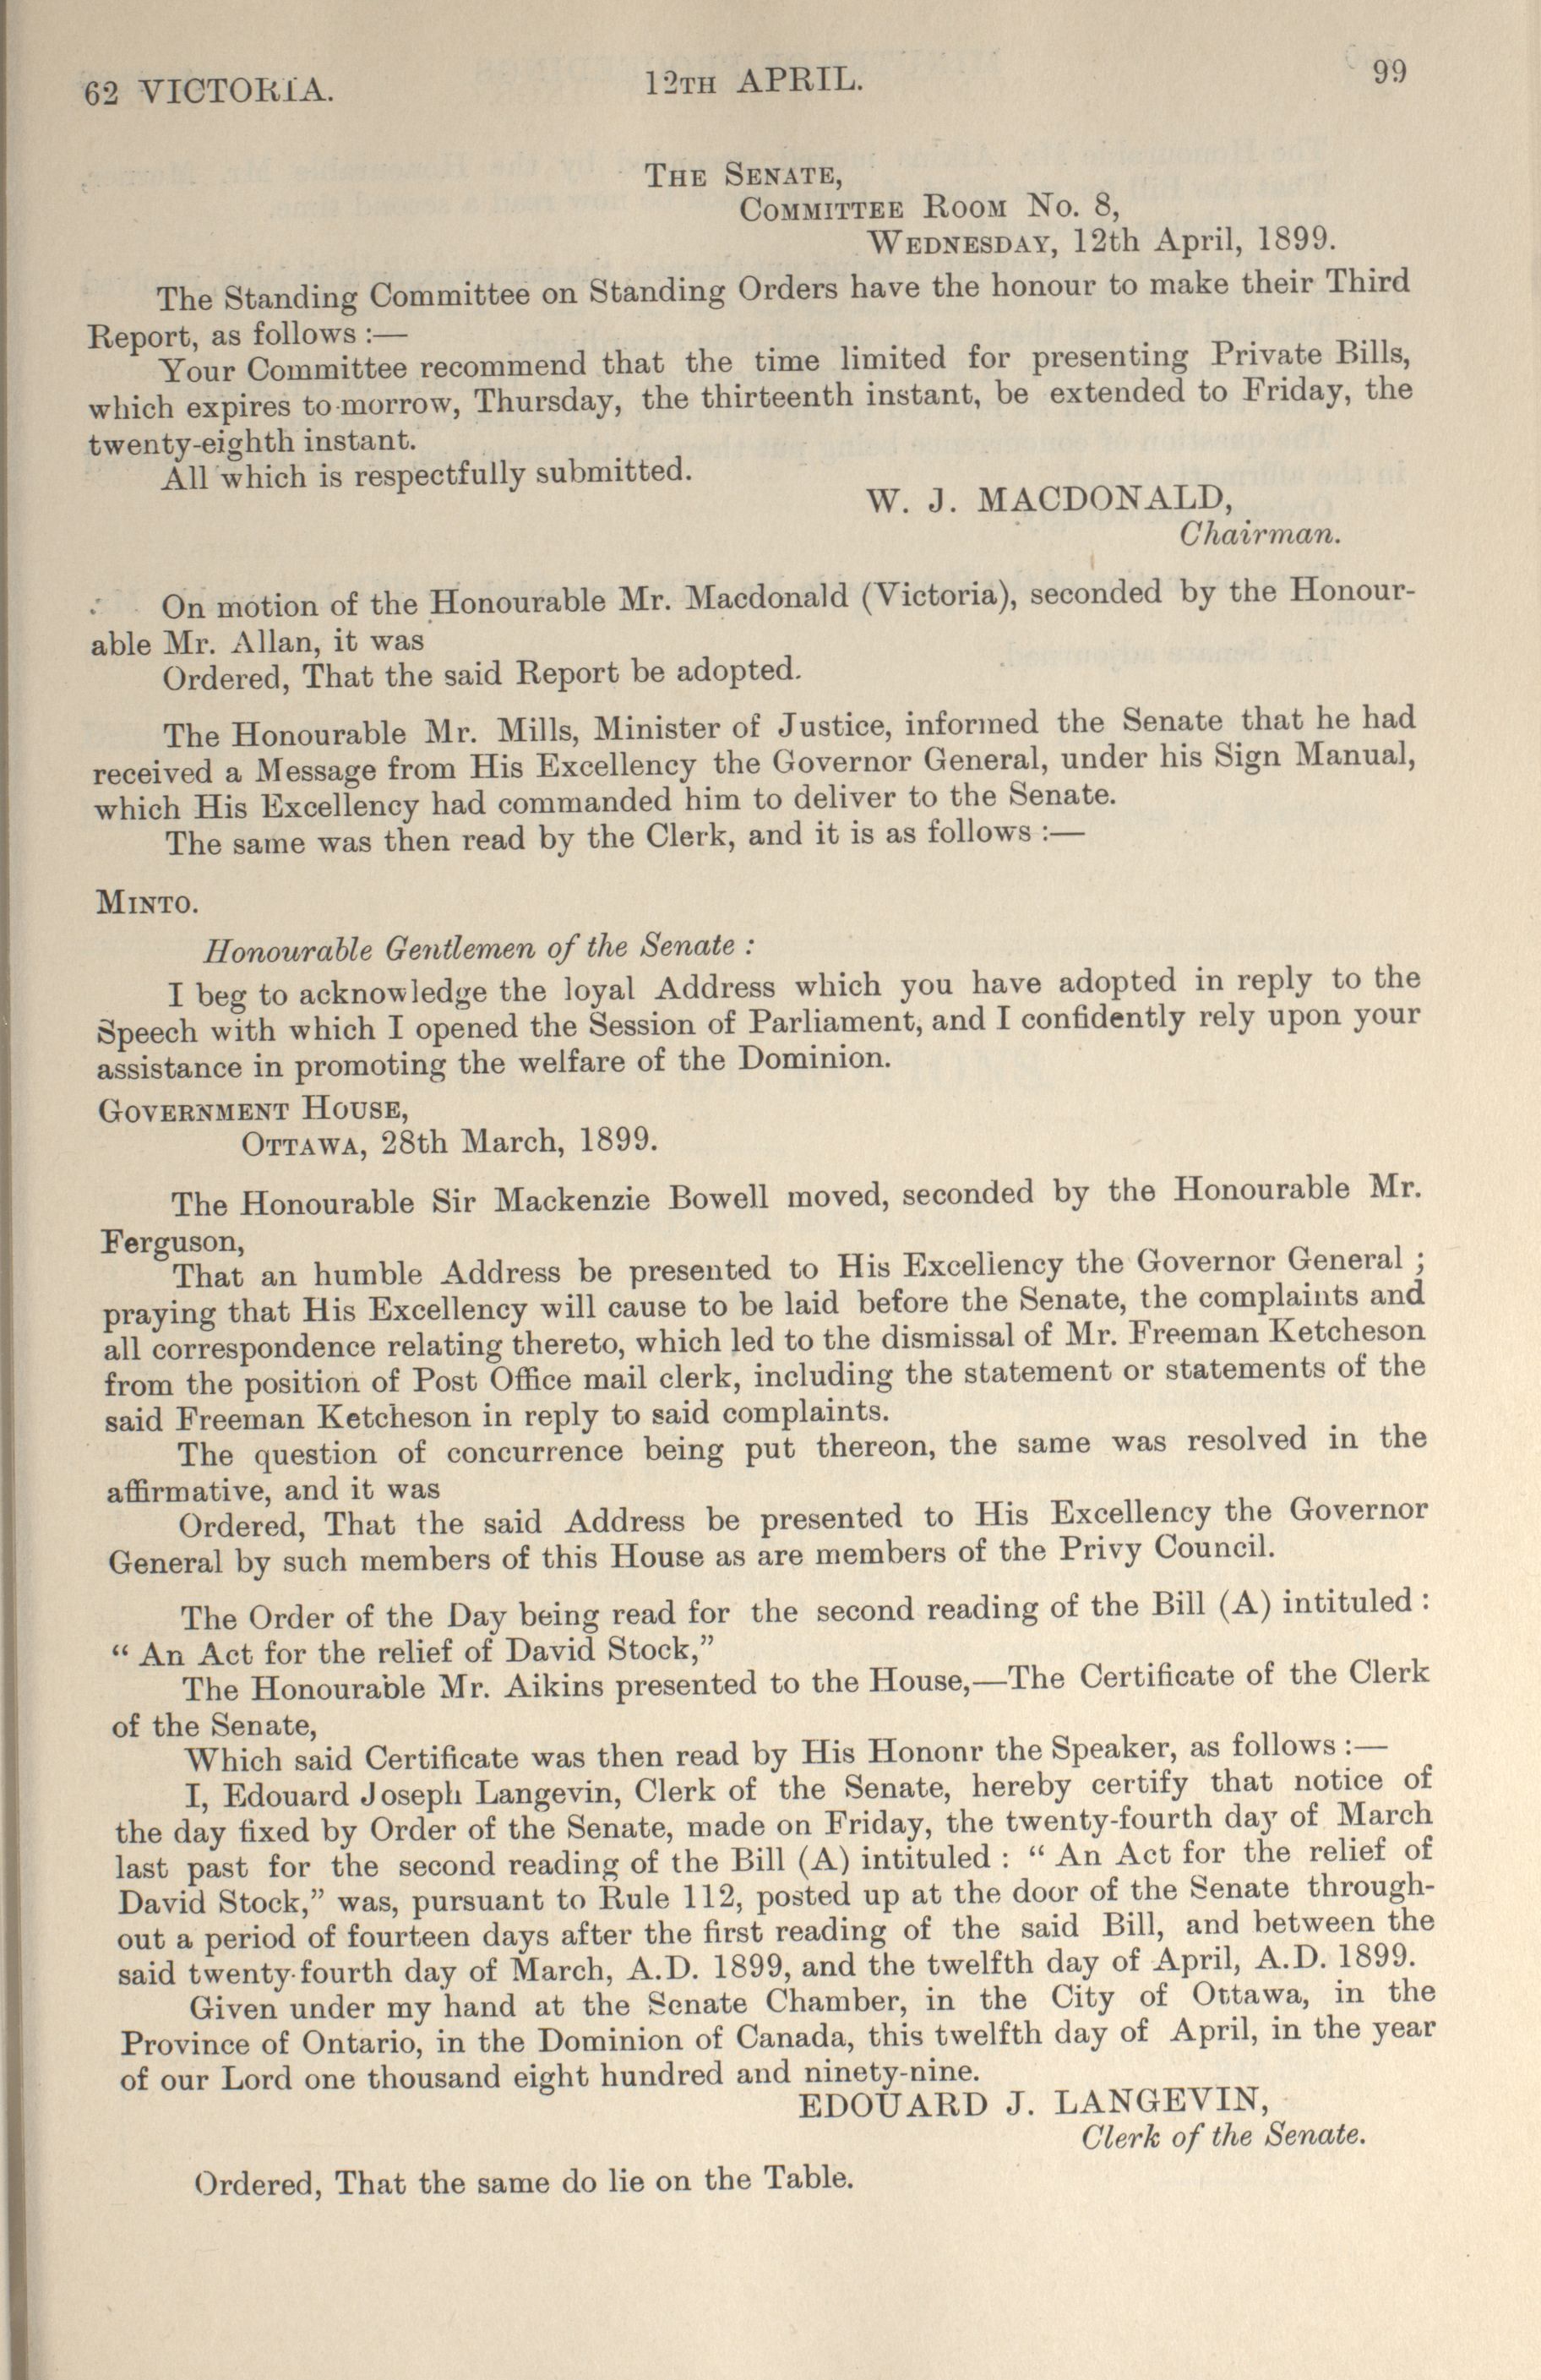 62 VICTORIA.
12TH APRIL.
99
THE SENATE,
COMMITTEE ROOM No. 8,
WEDNESDAY, 12th April, 1899.
The Standing Committee on Standing Orders have the honour to make their Third
Report, as follows :—
Your Committee recommend that the time limited for presenting Private Bills,
which expires to-morrow, Thursday, the thirteenth instant, be extended to Friday, the
twenty-eighth instant.
All which is respectfully submitted.
W. J. MACDONALD,
Chairman.
On motion of the Honourable Mr. Macdonald (Victoria), seconded by the Honour-
able Mr. Allan, it was
Ordered, That the said Report be adopted.
The Honourable Mr. Mills, Minister of Justice, informed the Senate that he had
received a Message from His Excellency the Governor General, under his Sign Manual,
which His Excellency had commanded him to deliver to the Senate.
The same was then read by the Clerk, and it is as follows :—
MINTO.
Honourable Gentlemen of the Senate :
I beg to acknowledge the loyal Address which you have adopted in reply to the
Speech with which I opened the Session of Parliament, and I confidently rely upon your
assistance in promoting the welfare of the Dominion.
GOVERNMENT HOUSE,
OTTAWA, 28th March, 1899.
The Honourable Sir Mackenzie Bowell moved, seconded by the Honourable Mr.
Ferguson,
That an humble Address be presented to His Excellency the Governor General ;
praying that His Excellency will cause to be laid before the Senate, the complaints and
all correspondence relating thereto, which led to the dismissal of Mr. Freeman Ketcheson
from the position of Post Office mail clerk, including the statement or statements of the
said Freeman Ketcheson in reply to said complaints.
The question of concurrence being put thereon, the same was resolved in the
affirmative, and it was
Ordered, That the said Address be presented to His Excellency the Governor
General by such members of this House as are members of the Privy Council.
The Order of the Day being read for the second reading of the Bill (A) intituled :
“ An Act for the relief of David Stock,”
The Honourable Mr. Aikins presented to the House,—The Certificate of the Clerk
of the Senate,
Which said Certificate was then read by His Hononr the Speaker, as follows :—
I, Edouard Joseph Langevin, Clerk of the Senate, hereby certify that notice of
the day fixed by Order of the Senate, made on Friday, the twenty-fourth day of March
last past for the second reading of the Bill (A) intituled : “ An Act for the relief of
David Stock,” was, pursuant to Rule 112, posted up at the door of the Senate through-
out a period of fourteen days after the first reading of the said Bill, and between the
said twenty-fourth day of March, A.D. 1899, and the twelfth day of April, A.D. 1899.
Given under my hand at the Senate Chamber, in the City of Ottawa, in the
Province of Ontario, in the Dominion of Canada, this twelfth day of April, in the year
of our Lord one thousand eight hundred and ninety-nine.
EDOUARD J. LANGEVIN,
Clerk of the Senate.
Ordered, That the same do lie on the Table.